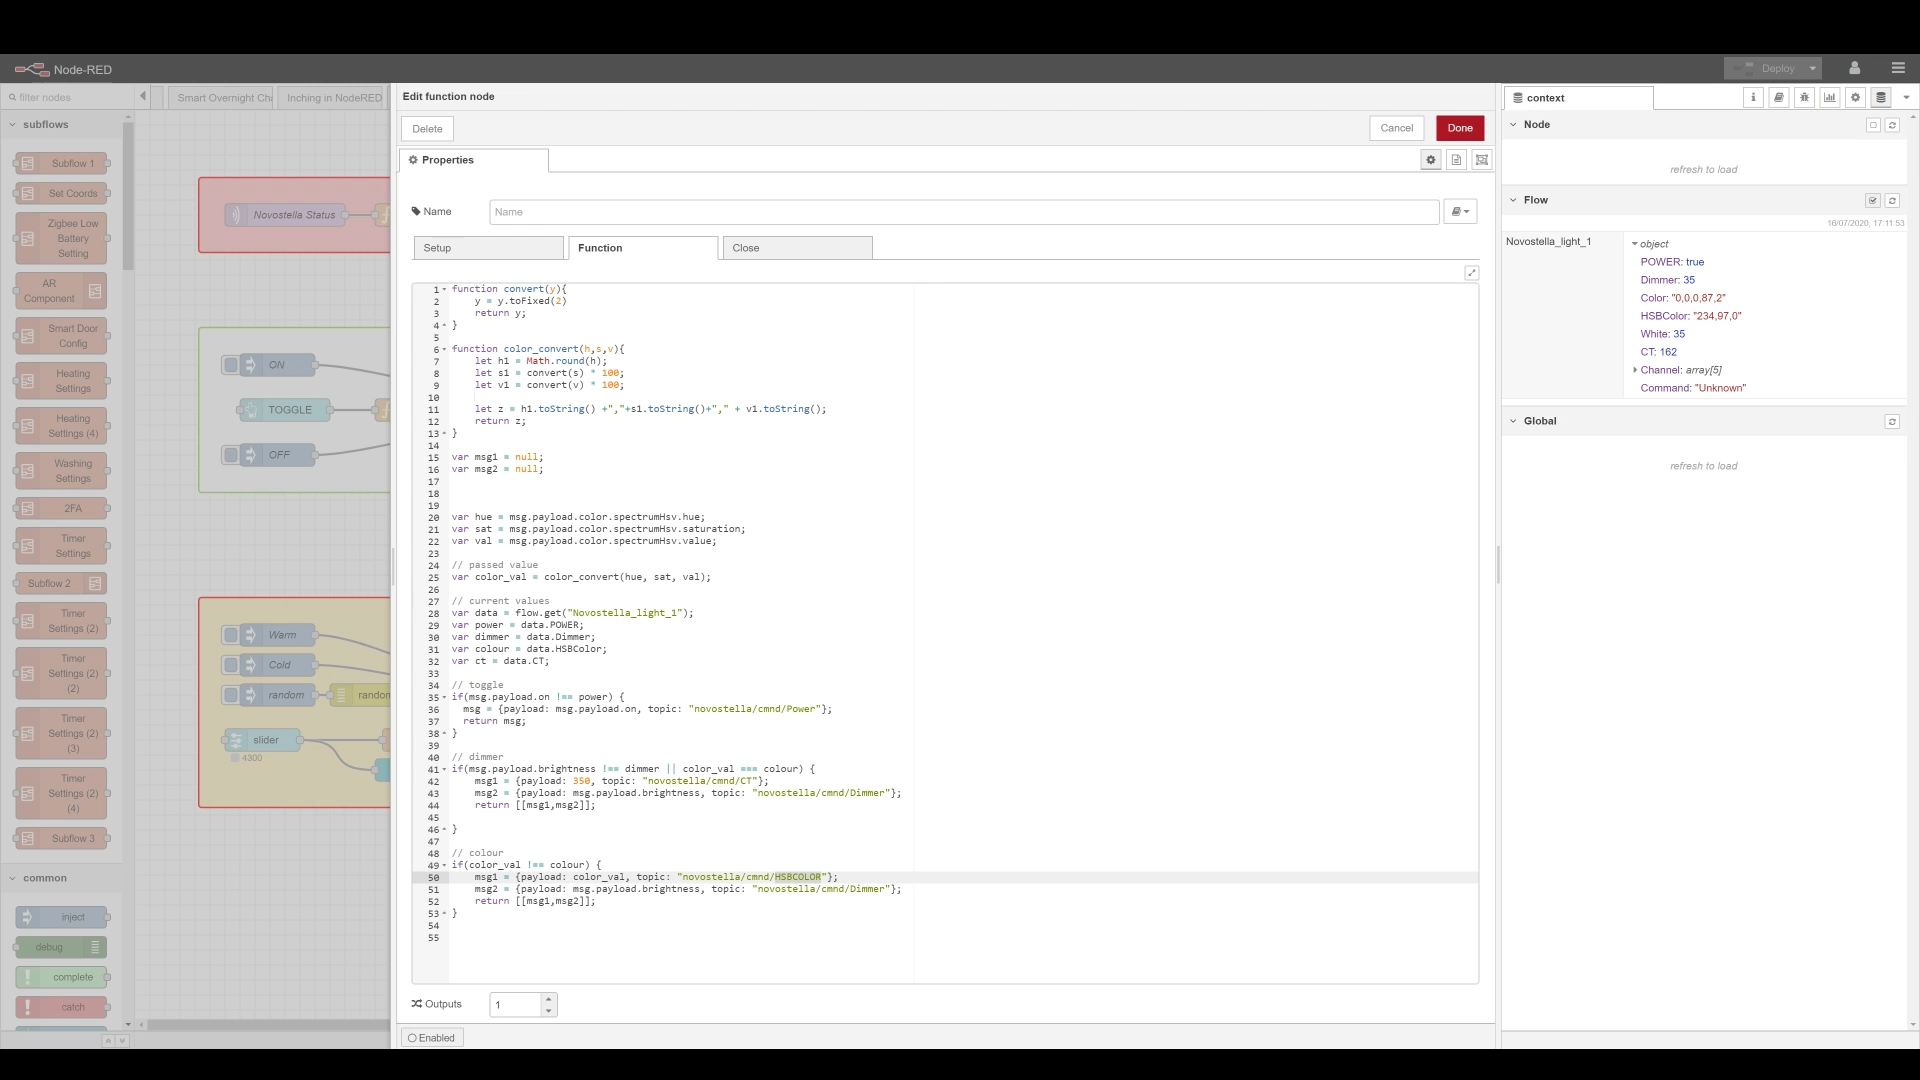 Node-RED
Deploy
filter nodes
Smart Overnight Cha
Inching in NodeRED
Edit function node
context
subflows
Delete
Cancel
Done
Node
Properties
refresh to load
Subflow 1
Set Coords
Zigbee Low
Battery
Setting
AR
Component
Smart Door
Config
Heating
Settings
Heating
Settings (4)
Washing
Settings
2FA
Timer
Settings
Subflow 2
Timer
Settings (2)
Timer
Settings (2)
(2)
Timer
Settings (2)
(3)
Timer
Settings (2)
(4)
Subflow 3
common
inject
debug
complete
catch
Novostella Status
ON
TOGGLE
OFF
Warm
Cold
random
random
slider
4300
Name
Name
Setup
Function
Close
1 function convert(y){
2 y = y.toFixed(2)
3 return y;
4 }
5
6 function color_convert(h,s,v){
7 let h1 = Math.round(h);
8 let s1 = convert(s) * 100;
9 let v1 = convert(v) * 100;
10
11 let z = h1.toString() +","+s1.toString()+"," + v1.toString();
12 return z;
13 }
14
15 var msg1 = null;
16 var msg2 = null;
17
18
19
20 var hue = msg.payload.color.spectrumHsv.hue;
21 var sat = msg.payload.color.spectrumHsv.saturation;
22 var val = msg.payload.color.spectrumHsv.value;
23
24 // passed value
25 var color_val = color_convert(hue, sat, val);
26
27 // current values
28 var data = flow.get("Novostella_light_1");
29 var power = data.POWER;
30 var dimmer = data.Dimmer;
31 var colour = data.HSBColor;
32 var ct = data.CT;
33
34 // toggle
35 if(msg.payload.on !== power) {
36 msg = {payload: msg.payload.on, topic: "novostella/cmnd/Power"};
37 return msg;
38 }
39
40 // dimmer
41 if(msg.payload.brightness !== dimmer || color_val === colour) {
42 msg1 = {payload: 350, topic: "novostella/cmnd/CT"};
43 msg2 = {payload: msg.payload.brightness, topic: "novostella/cmnd/Dimmer"};
44 return [[msg1,msg2]];
45
46 }
47
48 // colour
49 if(color_val !== colour) {
50 msg1 = {payload: color_val, topic: "novostella/cmnd/HSBCOLOR"};
51 msg2 = {payload: msg.payload.brightness, topic: "novostella/cmnd/Dimmer"};
52 return [[msg1,msg2]];
53 }
54
55
Outputs
1
Enabled
Flow
16/07/2020, 17:11:53
Novostella_light_1
object
POWER: true
Dimmer: 35
Color: "0,0,0,87,2"
HSBColor: "234,97,0"
White: 35
CT: 162
Channel: array[5]
Command: "Unknown"
Global
refresh to load